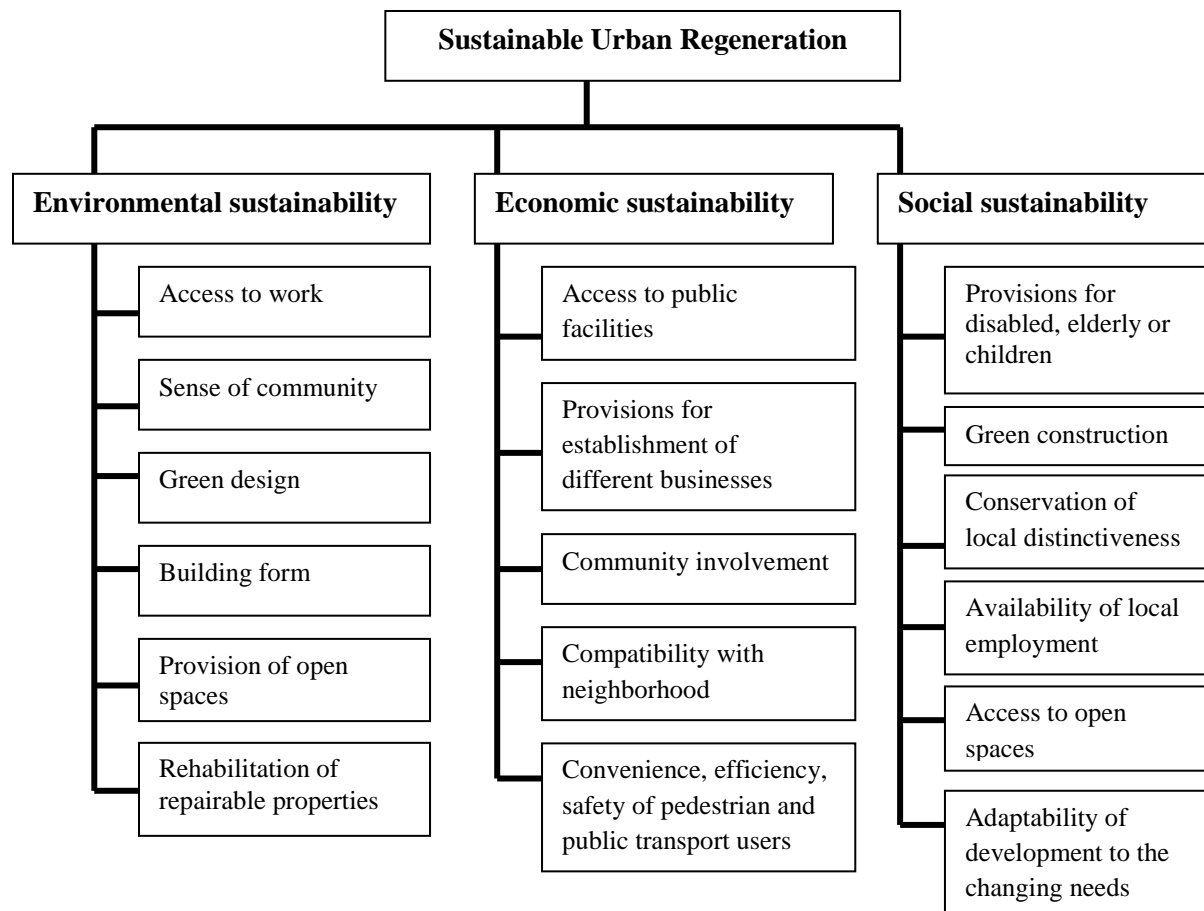 Sustainable Urban Regeneration
Environmental sustainability
Access to work
Sense of community
Green design
Building form
Provision of open
spaces
Rehabilitation of
repairable properties
Economic sustainability
Access to public
facilities
Provisions for
establishment of
different businesses
Community involvement
Compatibility with
neighborhood
Convenience, efficiency,
safety of pedestrian and
public transport users
Social sustainability
Provisions for
disabled, elderly or
children
Green construction
Conservation of
local distinctiveness
Availability of local
employment
Access to open
spaces
Adaptability of
development to the
changing needs